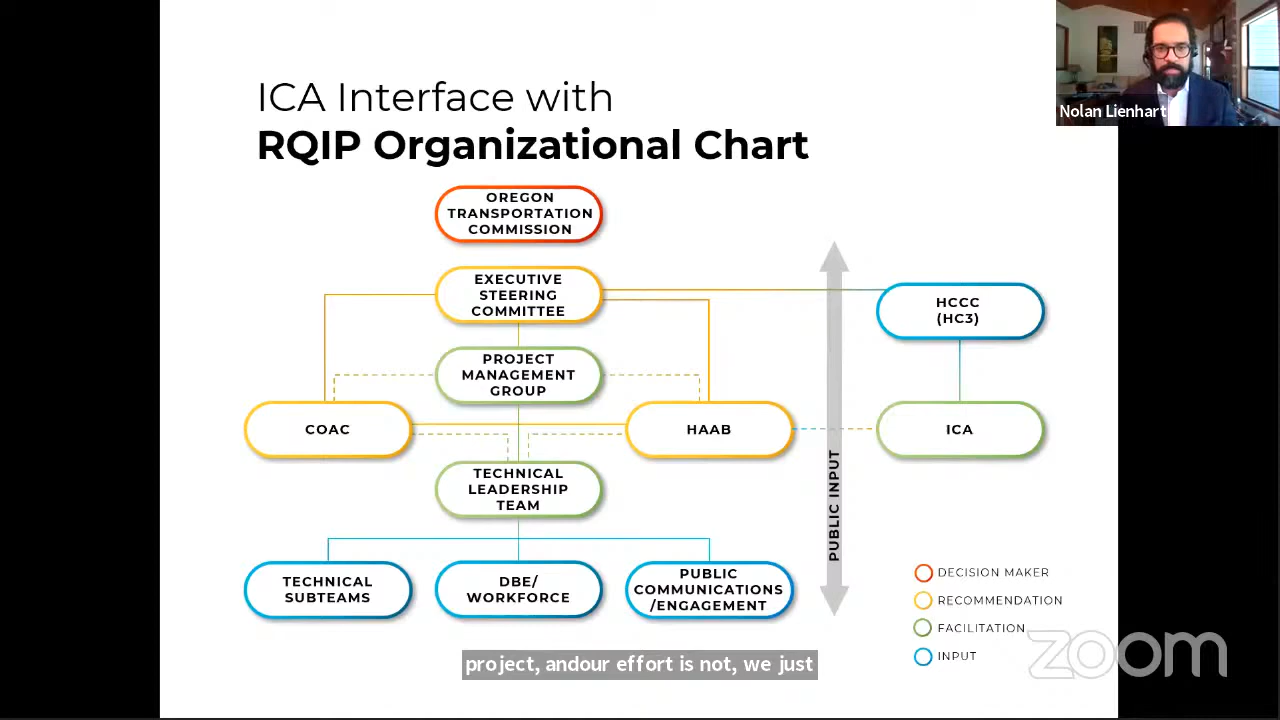 ICA Interface with
RQIP Organizational Chart
Nolan Lienhart
OREGON
TRANSPORTATION
COMMISSION
EXECUTIVE
STEERING
COMMITTEE
HCCC
(HC3)
PROJECT
MANAGEMENT
GROUP
COAC
HAAB
ICA
TECHNICAL
LEADERSHIP
TEAM
PUBLIC INPUT
TECHNICAL
SUBTEAMS
DBE/
WORKFORCE
PUBLIC
COMMUNICATIONS
/ENGAGEMENT
DECISION MAKER
RECOMMENDATION
FACILITATION
INPUT
zoom
project, andour effort is not, we just